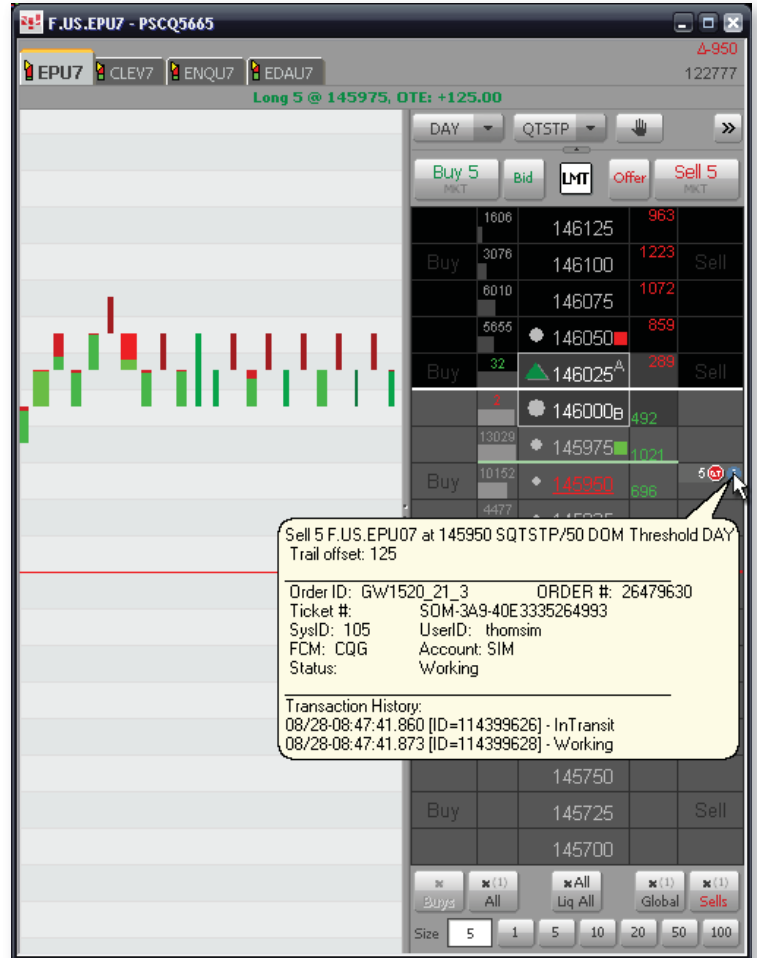 F.US.EPU7 - PSCQ5665
Δ-950
EPU7 CLEV7 ENQU7 EDAU7 122777
Long 5 @ 145975, OTE: +125.00
DAY QTSTP »
Buy 5 MKT Bid LMT Offer Sell 5 MKT
1606 146125 963
Buy 3076 146100 1223 Sell
6010 146075 1072
5656 146050 859
Buy 32 146025 A 289 Sell
146000 B 492
13029 145975 1021
Buy 10152 145950 696 5
4477
Sell 5 F.US.EPU07 at 145950 SQTSTP/50 DOM Threshold DAY
Trail offset: 125
Order ID: GW1520_21_3 ORDER #: 26479630
Ticket #: SOM-3A9-40E3335264993
SysID: 105 UserID: thomsim
FCM: CQG Account: SIM
Status: Working
Transaction History:
08/28-08:47:41.860 [ID=114399626] - InTransit
08/28-08:47:41.873 [ID=114399628] - Working
145750
Buy 145725 Sell
145700
x x(1) xAll x(1) x(1)
Buys All Liq All Global Sells
Size 5 1 5 10 20 50 100